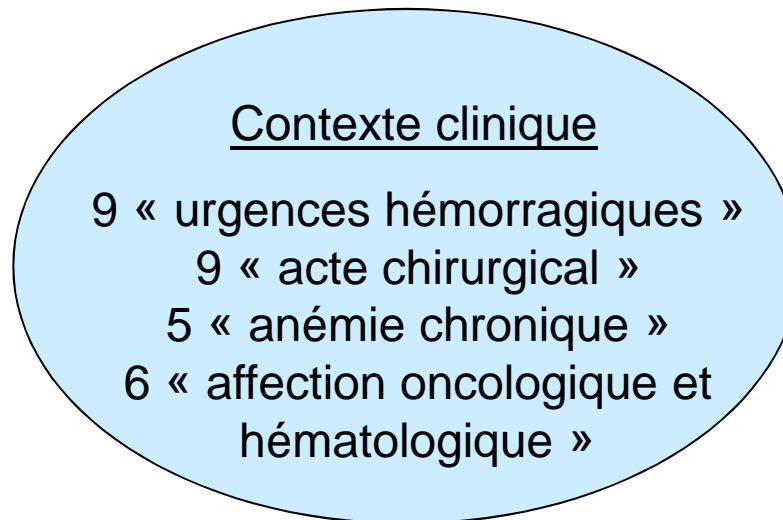 Contexte clinique
9 « urgences hémorragiques »
9 « acte chirurgical »
5 « anémie chronique »
6 « affection oncologique et
hématologique »